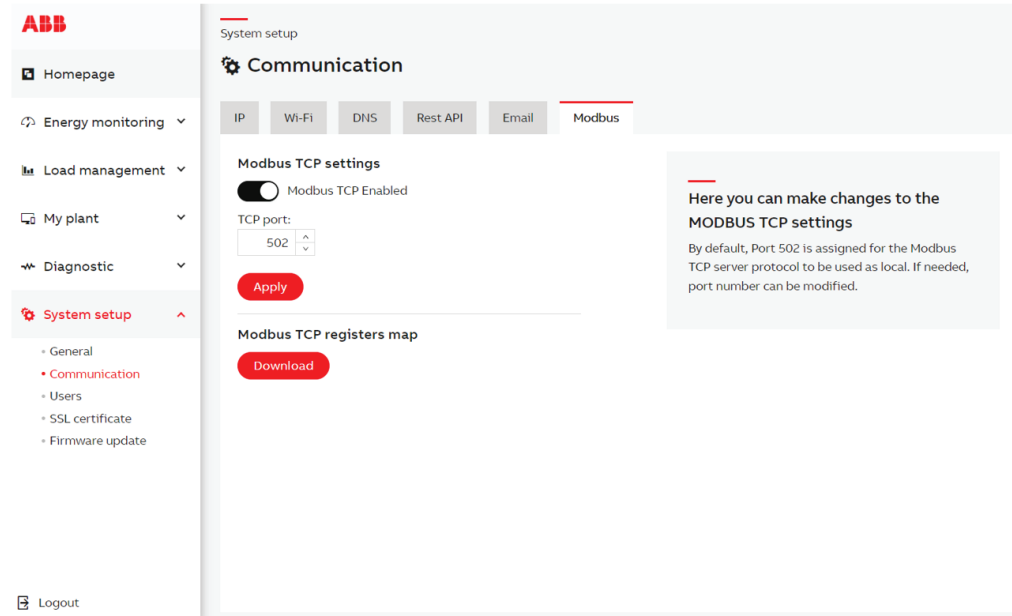 ABB
Homepage
Energy monitoring
Load management
My plant
Diagnostic
System setup
General
Communication
Users
SSL certificate
Firmware update
Logout
System setup
Communication
IP
Wi-Fi
DNS
Rest API
Email
Modbus
Modbus TCP settings
Modbus TCP Enabled
TCP port:
502
Apply
Modbus TCP registers map
Download
Here you can make changes to the
MODBUS TCP settings
By default, Port 502 is assigned for the Modbus
TCP server protocol to be used as local. If needed,
port number can be modified.